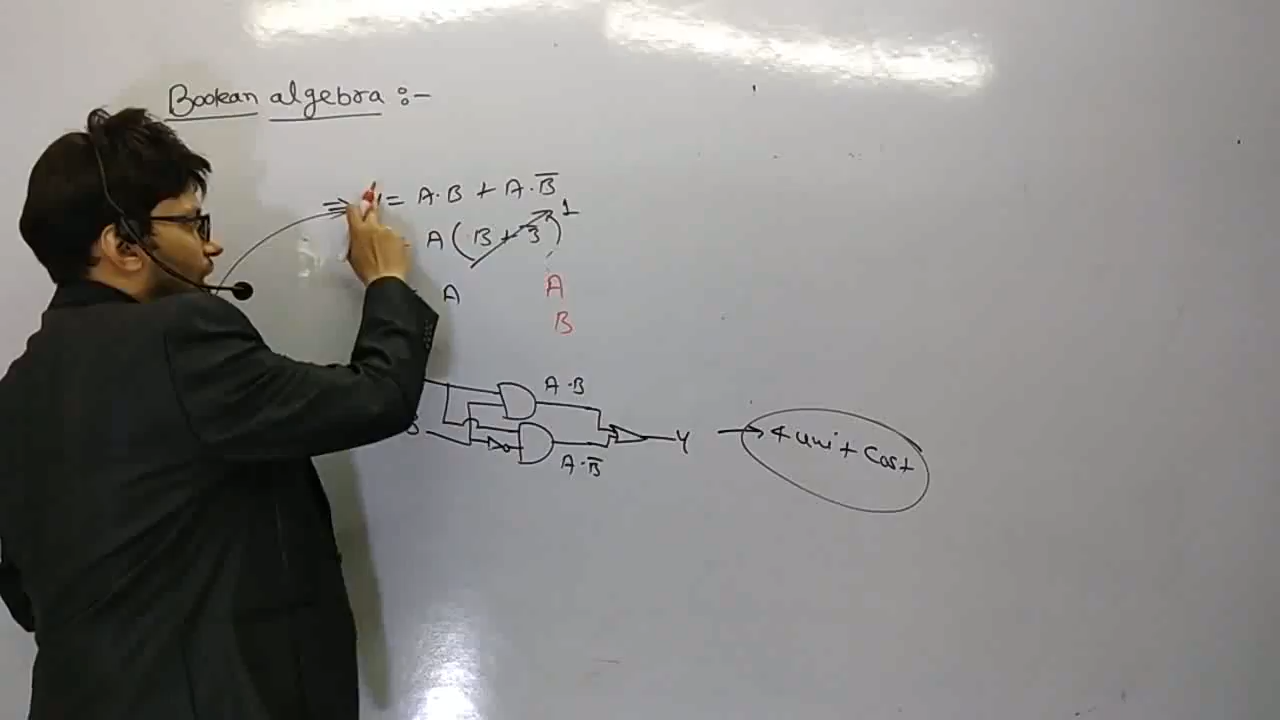 Boolean algebra :-
= A·B + A·B̅
A(B + B̅) 1
A
A
B
A·B
B
Y
4 unit Cost
A·B̅